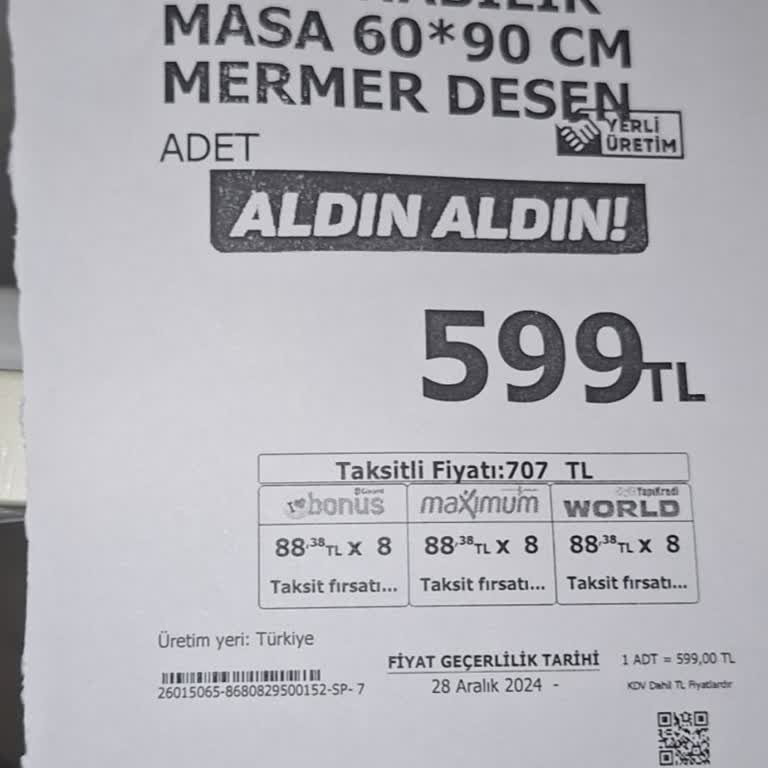 MASA 60*90 CM
MERMER DESEN
YERLİ
ÜRETİM
ADET
ALDIN ALDIN!
599TL
Taksitli Fiyatı:707 TL
Garanti YapıKredi
bonus maximum WORLD
88,38TL X 8 88,38TL X 8 88,38TL X 8
Taksit fırsatı... Taksit fırsatı... Taksit fırsatı...
Üretim yeri: Türkiye
FİYAT GEÇERLİLİK TARİHİ 1 ADT = 599,00 TL
26015065-8680829500152-SP- 7 28 Aralık 2024 - KDV Dahil TL Fiyatlarıdır